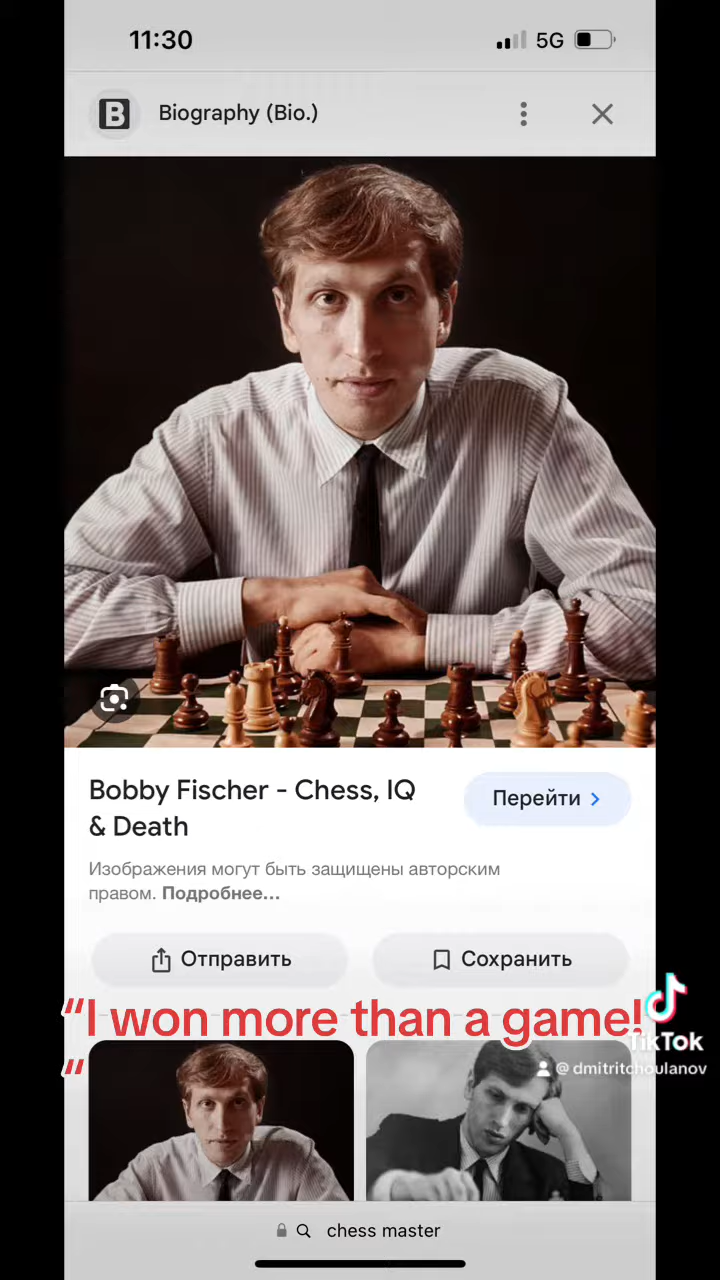 11:30
5G
B
Biography (Bio.)
Bobby Fischer - Chess, IQ
& Death
Перейти
Изображения могут быть защищены авторским
правом. Подробнее...
Отправить
Сохранить
“I won more than a game!
“
TikTok
@dmitritchoulanov
chess master